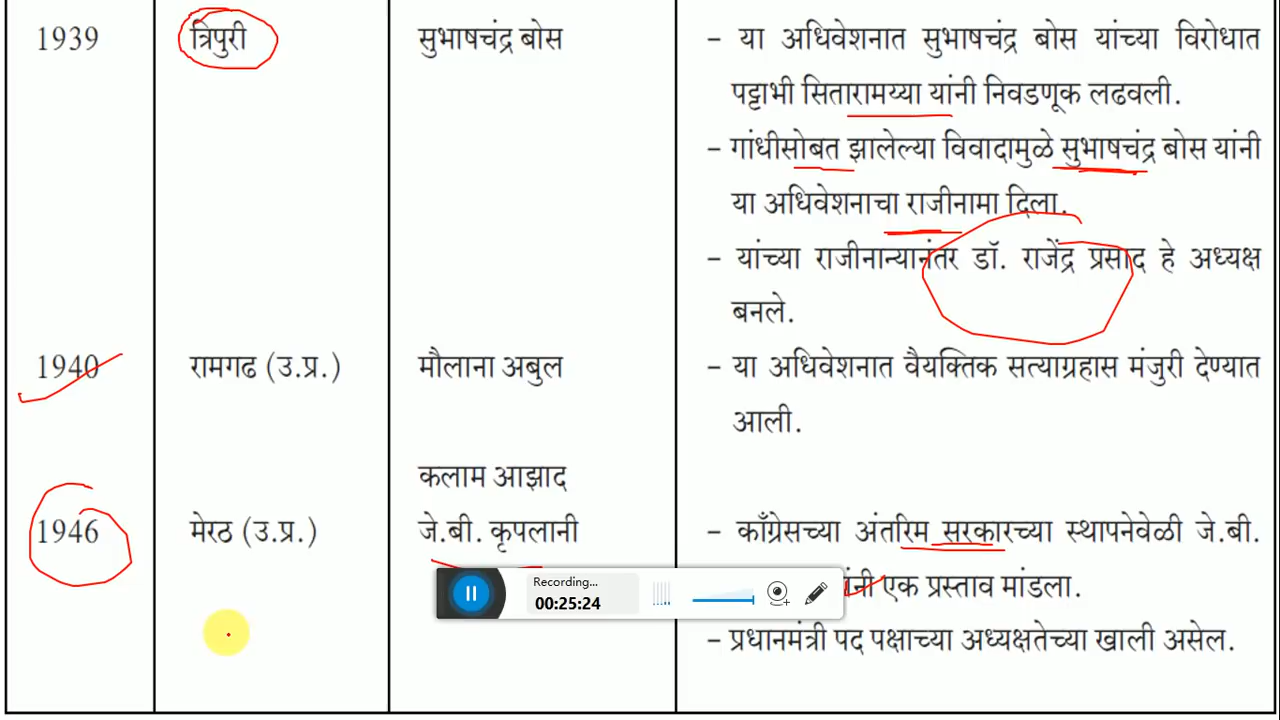 1939 त्रिपुरी सुभाषचंद्र बोस – या अधिवेशनात सुभाषचंद्र बोस यांच्या विरोधात
पट्टाभी सितारामय्या यांनी निवडणूक लढवली.
– गांधीसोबत झालेल्या विवादामुळे सुभाषचंद्र बोस यांनी
या अधिवेशनाचा राजीनामा दिला.
– यांच्या राजीनान्यानंतर डॉ. राजेंद्र प्रसाद हे अध्यक्ष
बनले.
1940 रामगढ (उ.प्र.) मौलाना अबुल – या अधिवेशनात वैयक्तिक सत्याग्रहास मंजुरी देण्यात
आली.
कलाम आझाद
1946 मेरठ (उ.प्र.) जे.बी. कृपलानी – काँग्रेसच्या अंतरिम सरकारच्या स्थापनेवेळी जे.बी.
एक प्रस्ताव मांडला.
Recording...
00:25:24
– प्रधानमंत्री पद पक्षाच्या अध्यक्षतेच्या खाली असेल.